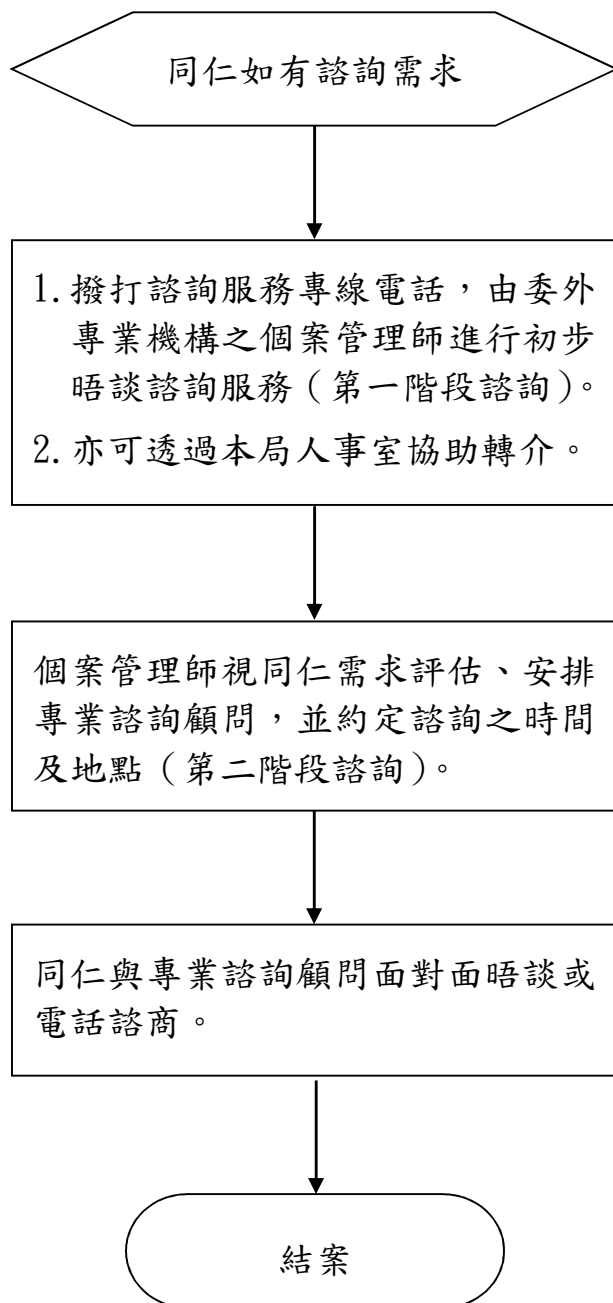 同仁如有諮詢需求
1. 撥打諮詢服務專線電話，由委外
專業機構之個案管理師進行初步
晤談諮詢服務（第一階段諮詢）。
2. 亦可透過本局人事室協助轉介。
個案管理師視同仁需求評估、安排
專業諮詢顧問，並約定諮詢之時間
及地點（第二階段諮詢）。
同仁與專業諮詢顧問面對面晤談或
電話諮商。
結案